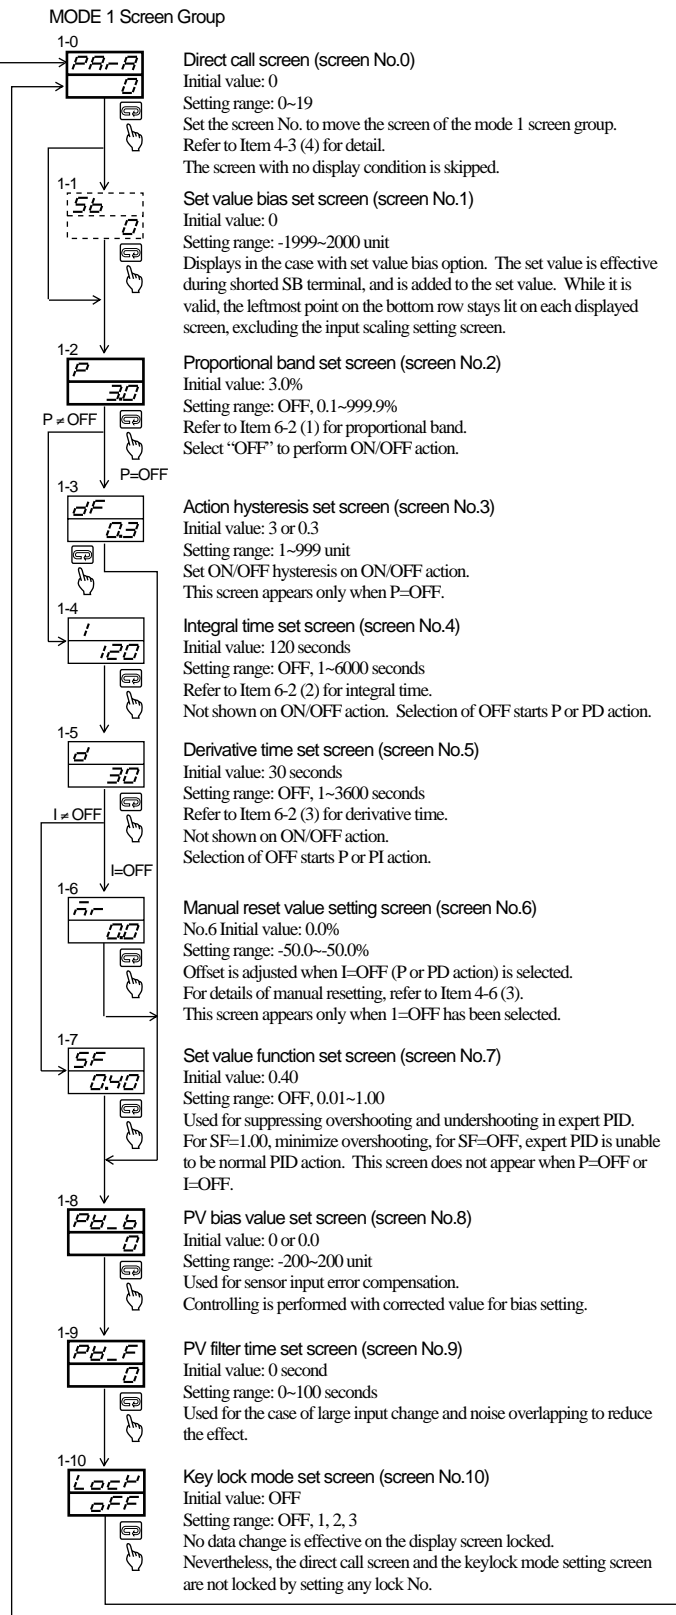 MODE 1 Screen Group
1-0
PArA
0
Direct call screen (screen No.0)
Initial value: 0
Setting range: 0~19
Set the screen No. to move the screen of the mode 1 screen group.
Refer to Item 4-3 (4) for detail.
The screen with no display condition is skipped.
1-1
Sb
0
Set value bias set screen (screen No.1)
Initial value: 0
Setting range: -1999~2000 unit
Displays in the case with set value bias option. The set value is effective
during shorted SB terminal, and is added to the set value. While it is
valid, the leftmost point on the bottom row stays lit on each displayed
screen, excluding the input scaling setting screen.
1-2
P
3.0
Proportional band set screen (screen No.2)
Initial value: 3.0%
Setting range: OFF, 0.1~999.9%
Refer to Item 6-2 (1) for proportional band.
Select “OFF” to perform ON/OFF action.
P ≠ OFF
P=OFF
1-3
dF
0.3
Action hysteresis set screen (screen No.3)
Initial value: 3 or 0.3
Setting range: 1~999 unit
Set ON/OFF hysteresis on ON/OFF action.
This screen appears only when P=OFF.
1-4
I
120
Integral time set screen (screen No.4)
Initial value: 120 seconds
Setting range: OFF, 1~6000 seconds
Refer to Item 6-2 (2) for integral time.
Not shown on ON/OFF action. Selection of OFF starts P or PD action.
1-5
d
30
Derivative time set screen (screen No.5)
Initial value: 30 seconds
Setting range: OFF, 1~3600 seconds
Refer to Item 6-2 (3) for derivative time.
Not shown on ON/OFF action.
Selection of OFF starts P or PI action.
I ≠ OFF
I=OFF
1-6
n̄r
0.0
Manual reset value setting screen (screen No.6)
No.6 Initial value: 0.0%
Setting range: -50.0~-50.0%
Offset is adjusted when I=OFF (P or PD action) is selected.
For details of manual resetting, refer to Item 4-6 (3).
This screen appears only when 1=OFF has been selected.
1-7
SF
0.40
Set value function set screen (screen No.7)
Initial value: 0.40
Setting range: OFF, 0.01~1.00
Used for suppressing overshooting and undershooting in expert PID.
For SF=1.00, minimize overshooting, for SF=OFF, expert PID is unable
to be normal PID action. This screen does not appear when P=OFF or
I=OFF.
1-8
PV_b
0
PV bias value set screen (screen No.8)
Initial value: 0 or 0.0
Setting range: -200~200 unit
Used for sensor input error compensation.
Controlling is performed with corrected value for bias setting.
1-9
PV_F
0
PV filter time set screen (screen No.9)
Initial value: 0 second
Setting range: 0~100 seconds
Used for the case of large input change and noise overlapping to reduce
the effect.
1-10
LocK
oFF
Key lock mode set screen (screen No.10)
Initial value: OFF
Setting range: OFF, 1, 2, 3
No data change is effective on the display screen locked.
Nevertheless, the direct call screen and the keylock mode setting screen
are not locked by setting any lock No.